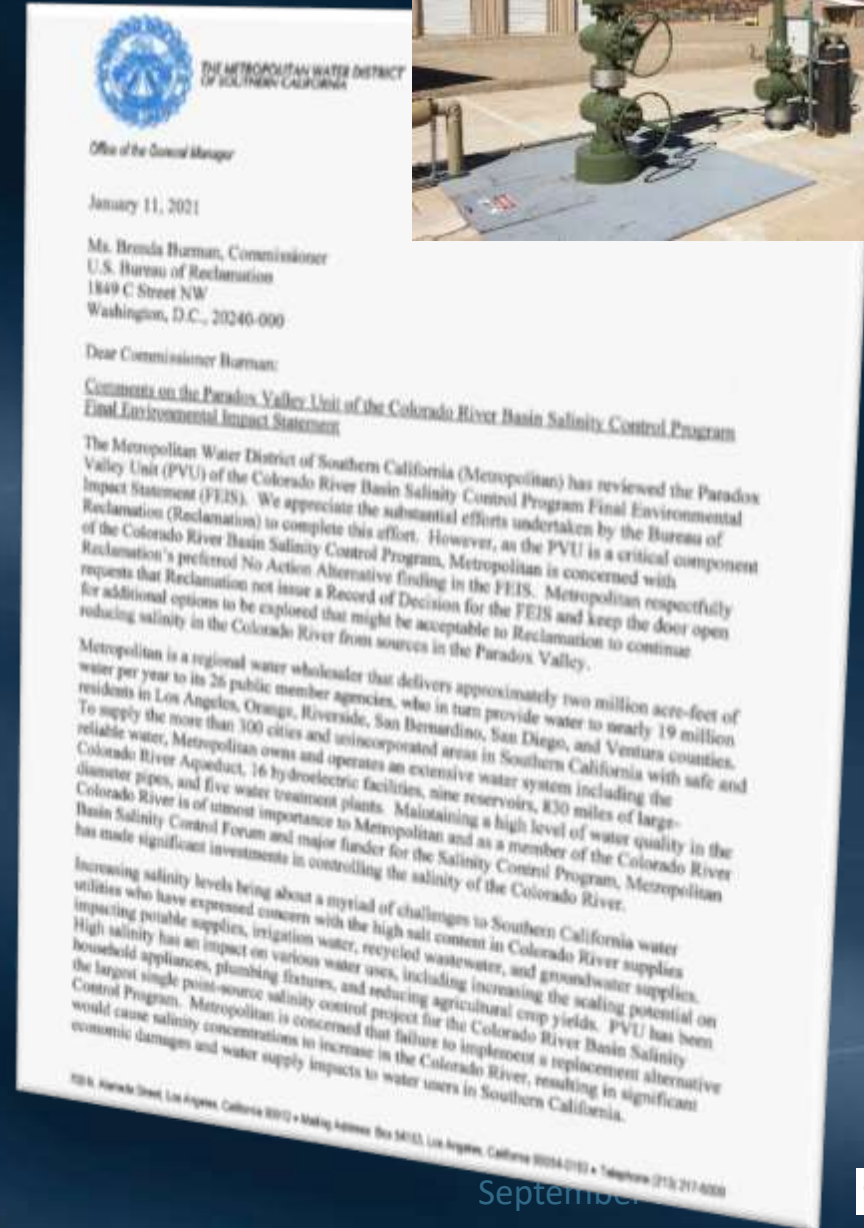 THE METROPOLITAN WATER DISTRICT
OF SOUTHERN CALIFORNIA
Office of the General Manager
January 11, 2021
Ms. Brenda Burman, Commissioner
U.S. Bureau of Reclamation
1849 C Street NW
Washington, D.C., 20240-000
Dear Commissioner Burman:
Comments on the Paradox Valley Unit of the Colorado River Basin Salinity Control Program
Final Environmental Impact Statement
The Metropolitan Water District of Southern California (Metropolitan) has reviewed the Paradox
Valley Unit (PVU) of the Colorado River Basin Salinity Control Program Final Environmental
Impact Statement (FEIS). We appreciate the substantial efforts undertaken by the Bureau of
Reclamation (Reclamation) to complete this effort. However, as the PVU is a critical component
of the Colorado River Basin Salinity Control Program, Metropolitan is concerned with
Reclamation's preferred No Action Alternative finding in the FEIS. Metropolitan respectfully
requests that Reclamation not issue a Record of Decision for the FEIS and keep the door open
for additional options to be explored that might be acceptable to Reclamation to continue
reducing salinity in the Colorado River from sources in the Paradox Valley.
Metropolitan is a regional water wholesaler that delivers approximately two million acre-feet of
water per year to its 26 public member agencies, who in turn provide water to nearly 19 million
residents in Los Angeles, Orange, Riverside, San Bernardino, San Diego, and Ventura counties.
To supply the more than 300 cities and unincorporated areas in Southern California with safe and
reliable water, Metropolitan owns and operates an extensive water system including the
Colorado River Aqueduct, 16 hydroelectric facilities, nine reservoirs, 830 miles of large-
diameter pipes, and five water treatment plants. Maintaining a high level of water quality in the
Colorado River is of utmost importance to Metropolitan and as a member of the Colorado River
Basin Salinity Control Forum and major funder for the Salinity Control Program, Metropolitan
has made significant investments in controlling the salinity of the Colorado River.
Increasing salinity levels bring about a myriad of challenges to Southern California water
utilities who have expressed concern with the high salt content in Colorado River supplies
impacting potable supplies, irrigation water, recycled wastewater, and groundwater supplies.
High salinity has an impact on various water uses, including increasing the scaling potential on
household appliances, plumbing fixtures, and reducing agricultural crop yields. PVU has been
the largest single point-source salinity control project for the Colorado River Basin Salinity
Control Program. Metropolitan is concerned that failure to implement a replacement alternative
would cause salinity concentrations to increase in the Colorado River, resulting in significant
economic damages and water supply impacts to water users in Southern California.
700 N. Alameda Street, Los Angeles, California 90012 • Mailing Address: Box 54153, Los Angeles, California 90054-0153 • Telephone (213) 217-6000